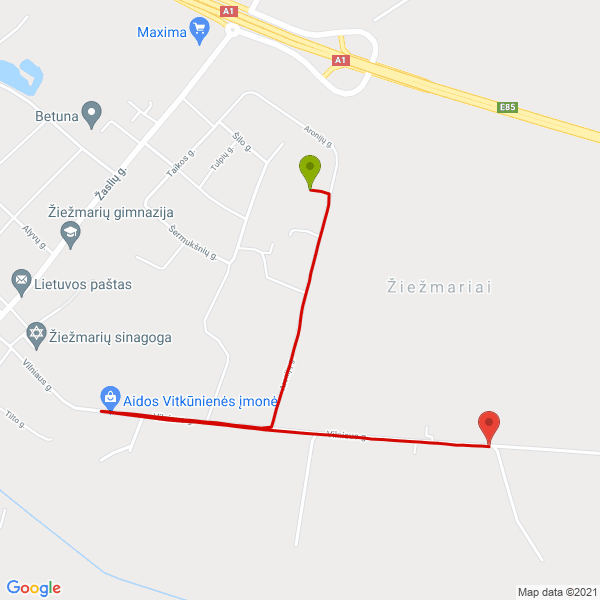 A1
Maxima
A1
E85
Betuna
Aronijų g.
Šilo g.
Taikos g.
Tulpių g.
Žaslių g.
Žiežmarių gimnazija
Alyvų g.
Šermukšnių g.
Lietuvos paštas
Žiežmariai
Žiežmarių sinagoga
Vilniaus g.
Aidos Vitkūnienės įmonė
Tilto g.
Vilniaus g.
Vilniaus g.
Google
Map data ©2021